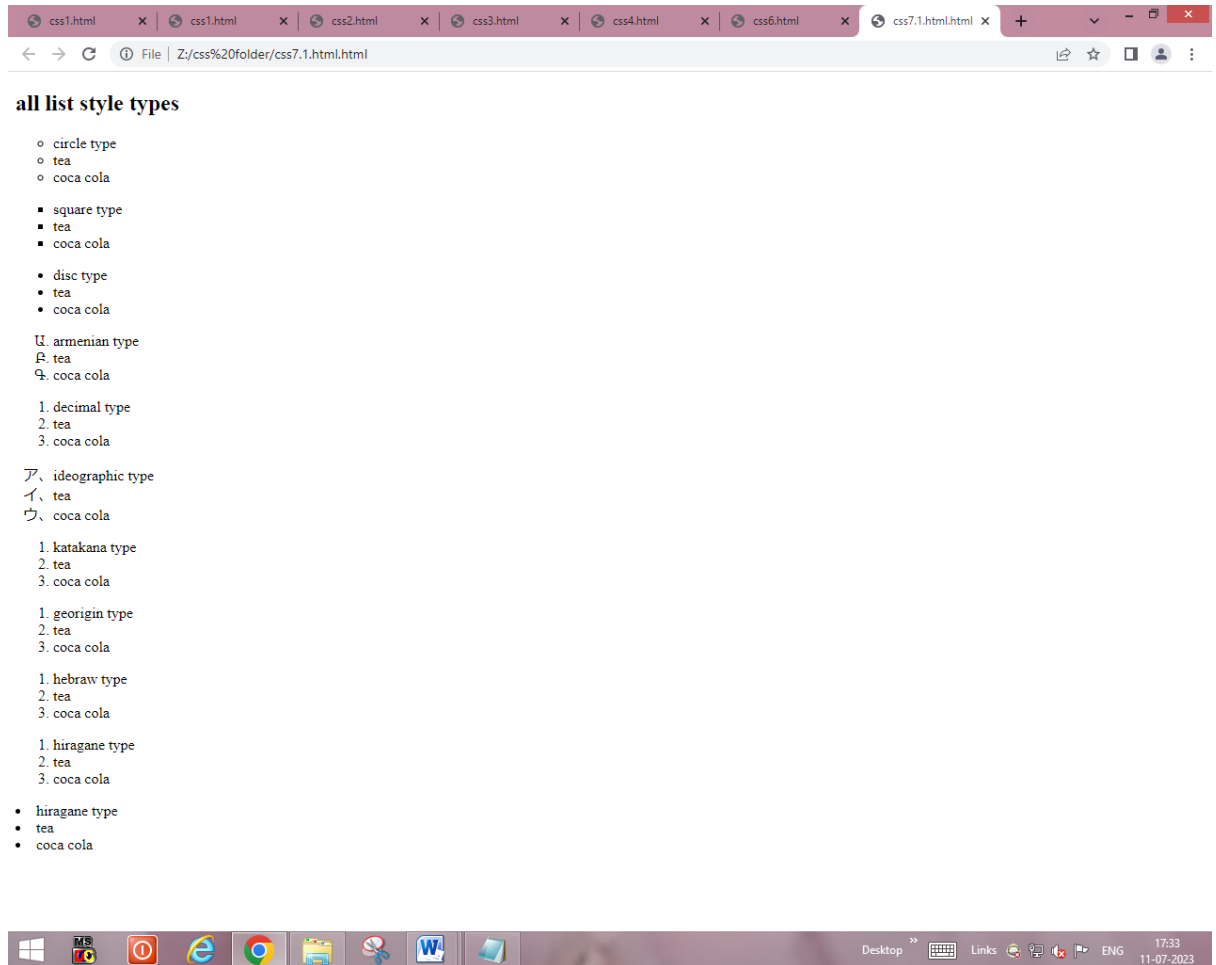 css1.html css1.html css2.html css3.html css4.html css6.html css7.1.html.html
File Z:/css%20folder/css7.1.html.html
all list style types
circle type
tea
coca cola
square type
tea
coca cola
disc type
tea
coca cola
Ա. armenian type
Բ. tea
Գ. coca cola
1. decimal type
2. tea
3. coca cola
ア、 ideographic type
イ、 tea
ウ、 coca cola
1. katakana type
2. tea
3. coca cola
1. georigin type
2. tea
3. coca cola
1. hebraw type
2. tea
3. coca cola
1. hiragane type
2. tea
3. coca cola
hiragane type
tea
coca cola
MS
Desktop » Links ENG 17:33
11-07-2023